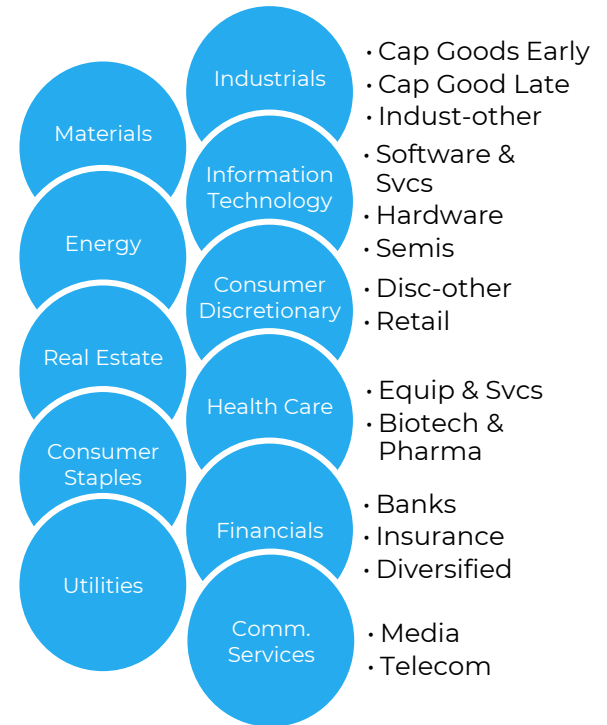 Materials
Energy
Real Estate
Consumer
Staples
Utilities
Industrials
· Cap Goods Early
· Cap Good Late
· Indust-other
Information
Technology
· Software &
Svcs
· Hardware
· Semis
Consumer
Discretionary
· Disc-other
· Retail
Health Care
· Equip & Svcs
· Biotech &
Pharma
Financials
· Banks
· Insurance
· Diversified
Comm.
Services
· Media
· Telecom